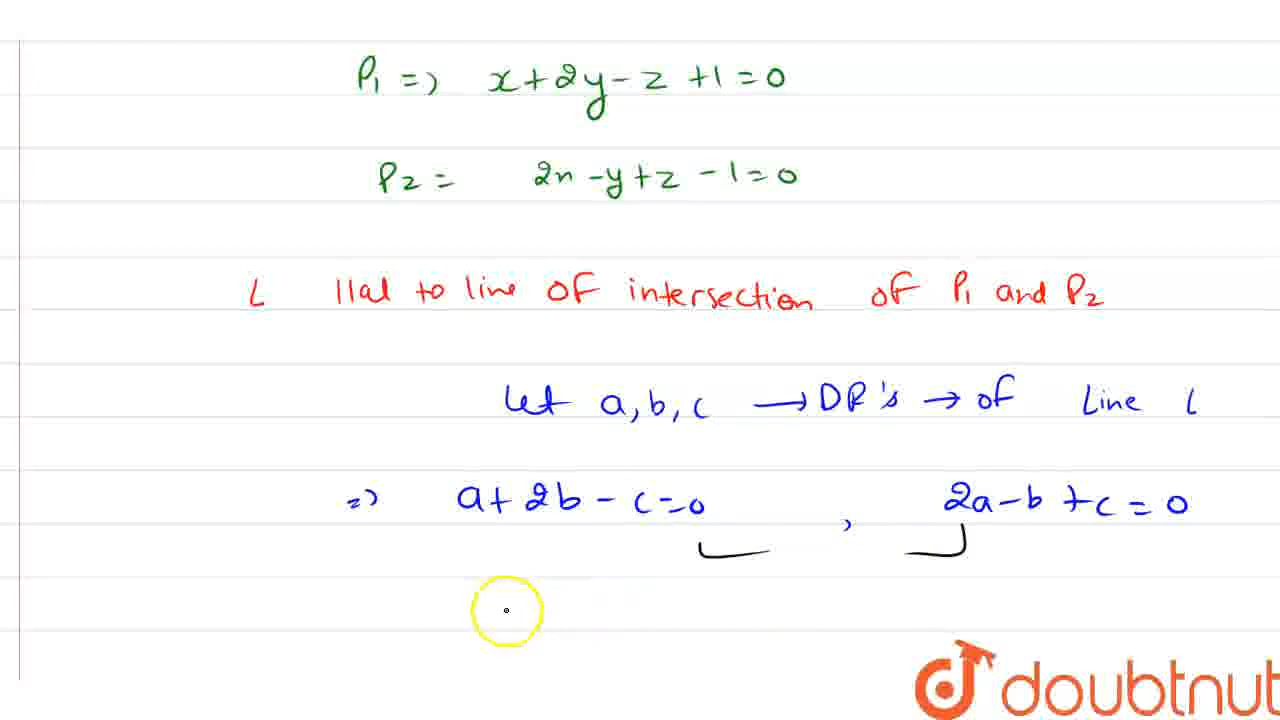 P₁ => x+2y-z+1=0
P₂ = 2x-y+z-1=0
L ||al to line of intersection of P₁ and P₂
Let a, b, c → DR's → of Line L
=> a+2b-c=0 , 2a-b+c=0
doubtnut